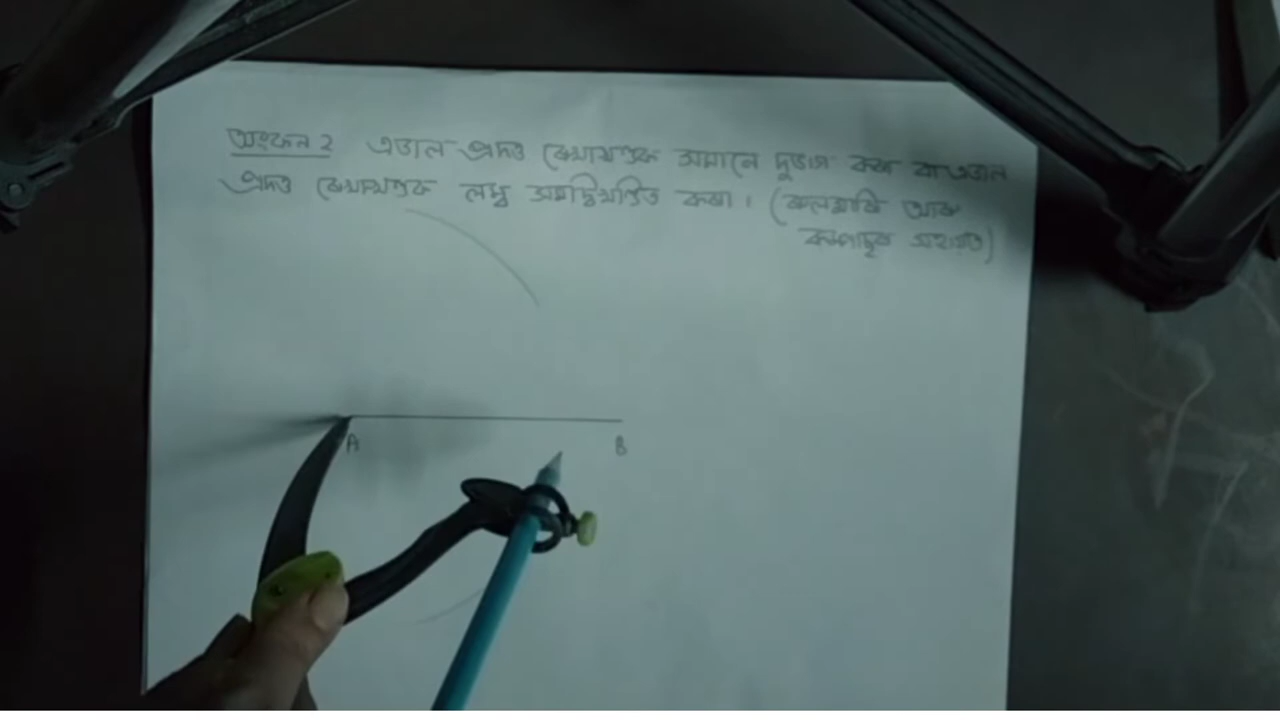 অংকন 2 এডাল প্ৰদত্ত ৰেখাখণ্ডক সমানে দুভাগ কৰা বা এডাল
প্ৰদত্ত ৰেখাখণ্ডক লম্ব সমদ্বিখণ্ডিত কৰা। (ৰুলমাৰি আৰু
কম্পাছৰ সহায়ত)
A B